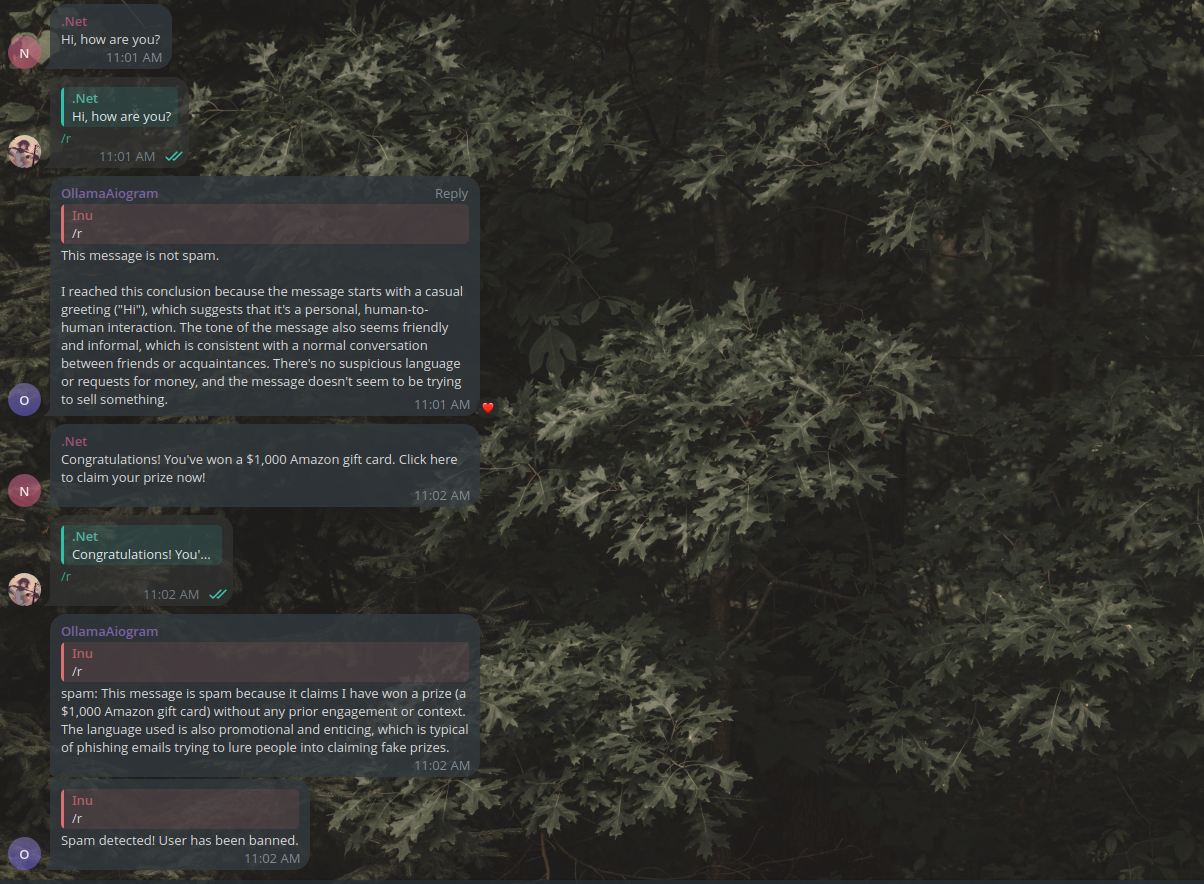 .Net
Hi, how are you?
N
11:01 AM
.Net
Hi, how are you?
/r
11:01 AM
OllamaAiogram
Reply
Inu
/r
This message is not spam.
I reached this conclusion because the message starts with a casual
greeting ("Hi"), which suggests that it's a personal, human-to-
human interaction. The tone of the message also seems friendly
and informal, which is consistent with a normal conversation
between friends or acquaintances. There's no suspicious language
or requests for money, and the message doesn't seem to be trying
to sell something.
O
11:01 AM
.Net
Congratulations! You've won a $1,000 Amazon gift card. Click here
to claim your prize now!
N
11:02 AM
.Net
Congratulations! You'...
/r
11:02 AM
OllamaAiogram
Inu
/r
spam: This message is spam because it claims I have won a prize (a
$1,000 Amazon gift card) without any prior engagement or context.
The language used is also promotional and enticing, which is typical
of phishing emails trying to lure people into claiming fake prizes.
11:02 AM
Inu
/r
Spam detected! User has been banned.
O
11:02 AM